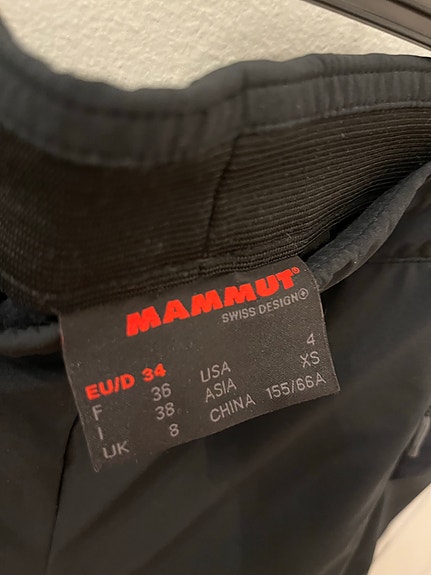 MAMMUT®
SWISS DESIGN
EU/D 34 USA 4
F 36 ASIA XS
I 38 CHINA 155/66A
UK 8